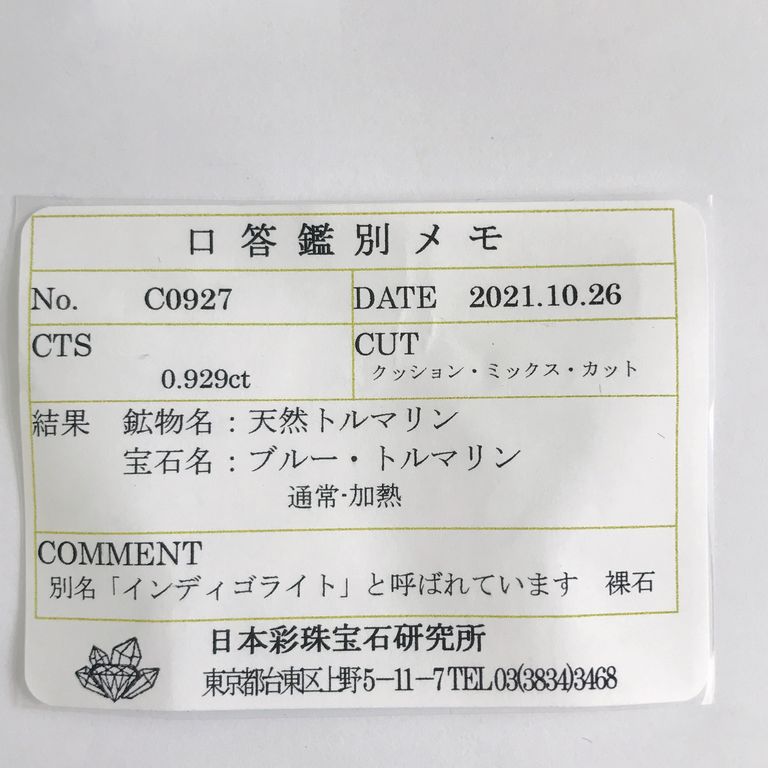 口答鑑別メモ
No. C0927 DATE 2021.10.26
CTS CUT
0.929ct クッション・ミックス・カット
結果 鉱物名：天然トルマリン
宝石名：ブルー・トルマリン
通常・加熱
COMMENT
別名「インディゴライト」と呼ばれています 裸石
日本彩珠宝石研究所
東京都台東区上野5-11-7 TEL 03(3834)3468